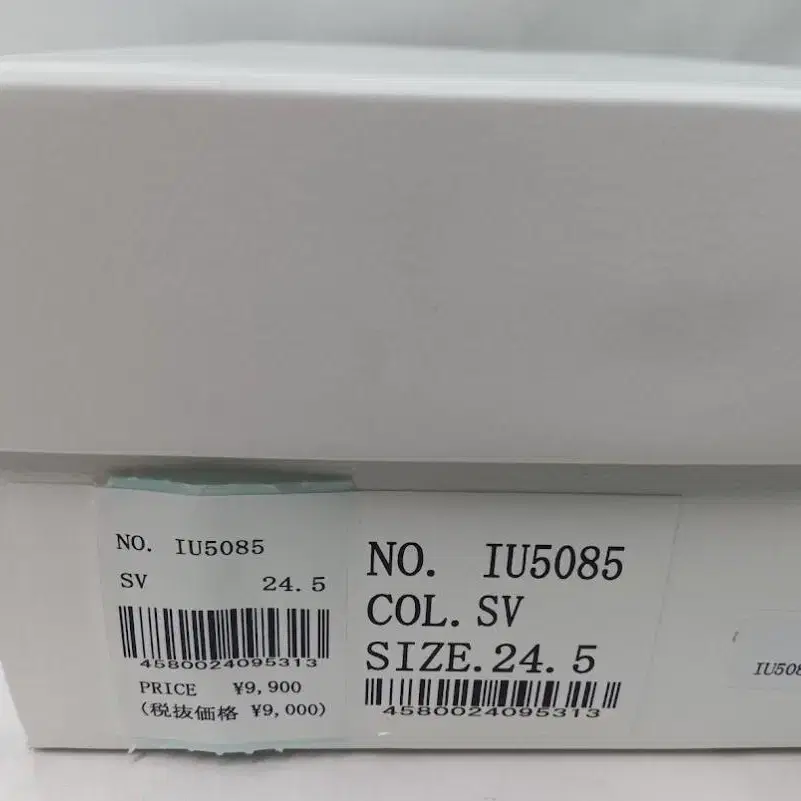 NO. IU5085
SV 24.5
4580024095313
PRICE ¥9,900
(税抜価格 ¥9,000)
NO. IU5085
COL. SV
SIZE. 24. 5
4580024095313